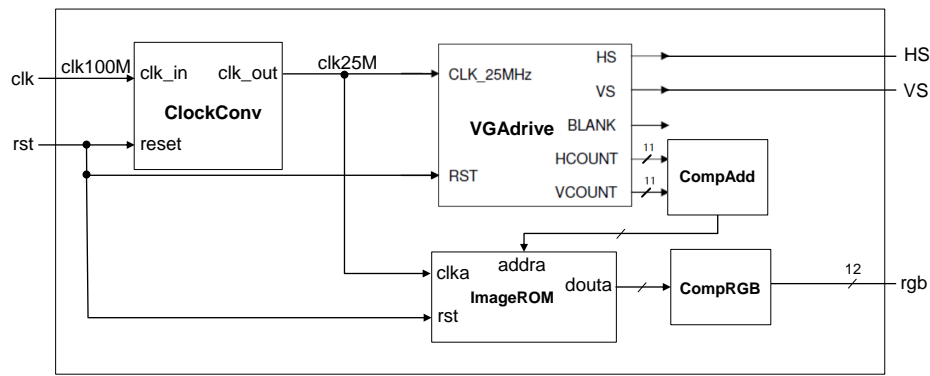 clk
clk100M
clk_in
clk_out
ClockConv
reset
rst
clk25M
CLK_25MHz
RST
VGAdrive
HS
VS
BLANK
HCOUNT
VCOUNT
11
11
CompAdd
HS
VS
clka
addra
ImageROM
douta
rst
CompRGB
12
rgb